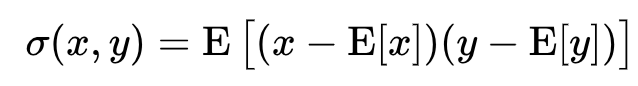 σ(x, y) = E [(x − E[x])(y − E[y])]